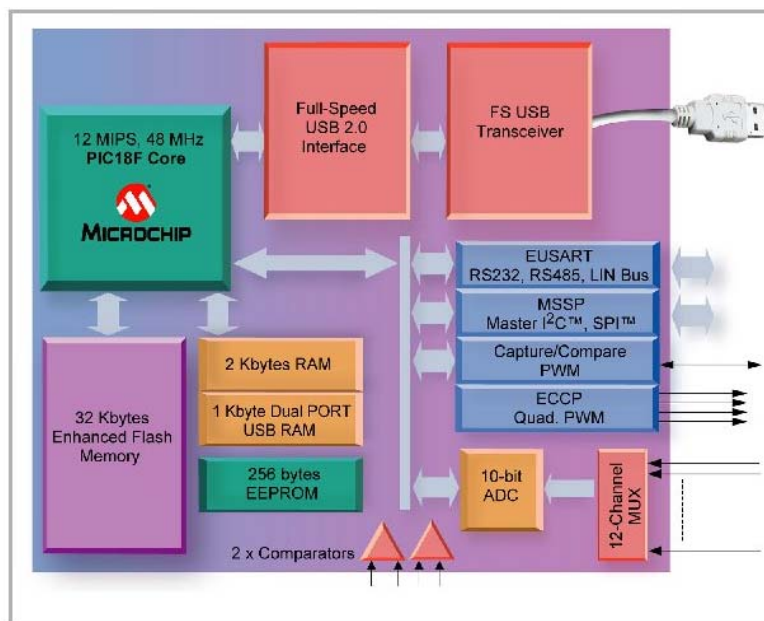 12 MIPS, 48 MHz
PIC18F Core
MICROCHIP
Full-Speed
USB 2.0
Interface
FS USB
Transceiver
EUSART
RS232, RS485, LIN Bus
MSSP
Master I²C™, SPI™
Capture/Compare
PWM
ECCP
Quad. PWM
32 Kbytes
Enhanced Flash
Memory
2 Kbytes RAM
1 Kbyte Dual PORT
USB RAM
256 bytes
EEPROM
10-bit
ADC
12-Channel
MUX
2 x Comparators